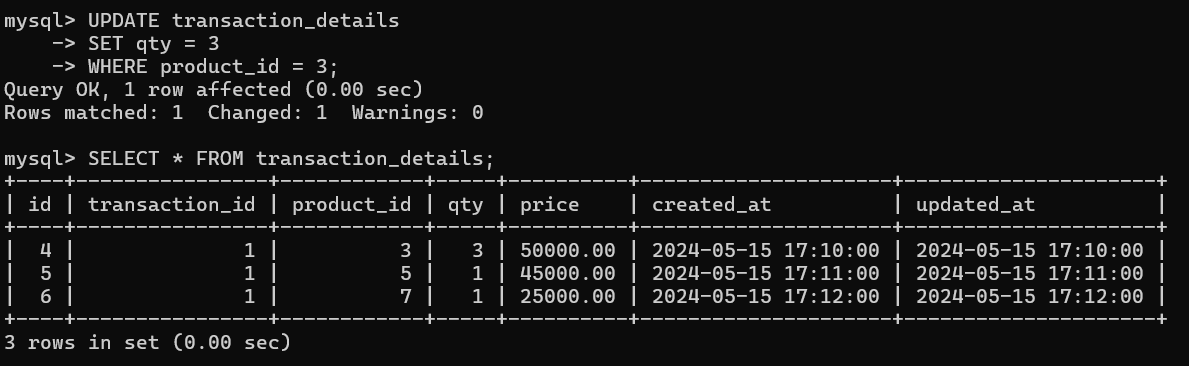 mysql> UPDATE transaction_details
    -> SET qty = 3
    -> WHERE product_id = 3;
Query OK, 1 row affected (0.00 sec)
Rows matched: 1  Changed: 1  Warnings: 0

mysql> SELECT * FROM transaction_details;
+----+----------------+------------+-----+----------+---------------------+---------------------+
| id | transaction_id | product_id | qty | price    | created_at          | updated_at          |
+----+----------------+------------+-----+----------+---------------------+---------------------+
|  4 |              1 |          3 |   3 | 50000.00 | 2024-05-15 17:10:00 | 2024-05-15 17:10:00 |
|  5 |              1 |          5 |   1 | 45000.00 | 2024-05-15 17:11:00 | 2024-05-15 17:11:00 |
|  6 |              1 |          7 |   1 | 25000.00 | 2024-05-15 17:12:00 | 2024-05-15 17:12:00 |
+----+----------------+------------+-----+----------+---------------------+---------------------+
3 rows in set (0.00 sec)